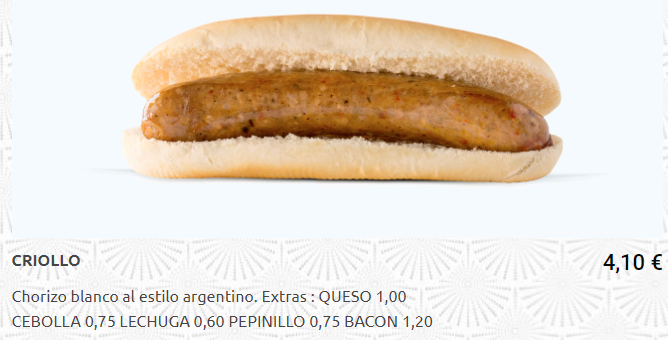 CRIOLLO 4,10 €
Chorizo blanco al estilo argentino. Extras : QUESO 1,00
CEBOLLA 0,75 LECHUGA 0,60 PEPINILLO 0,75 BACON 1,20